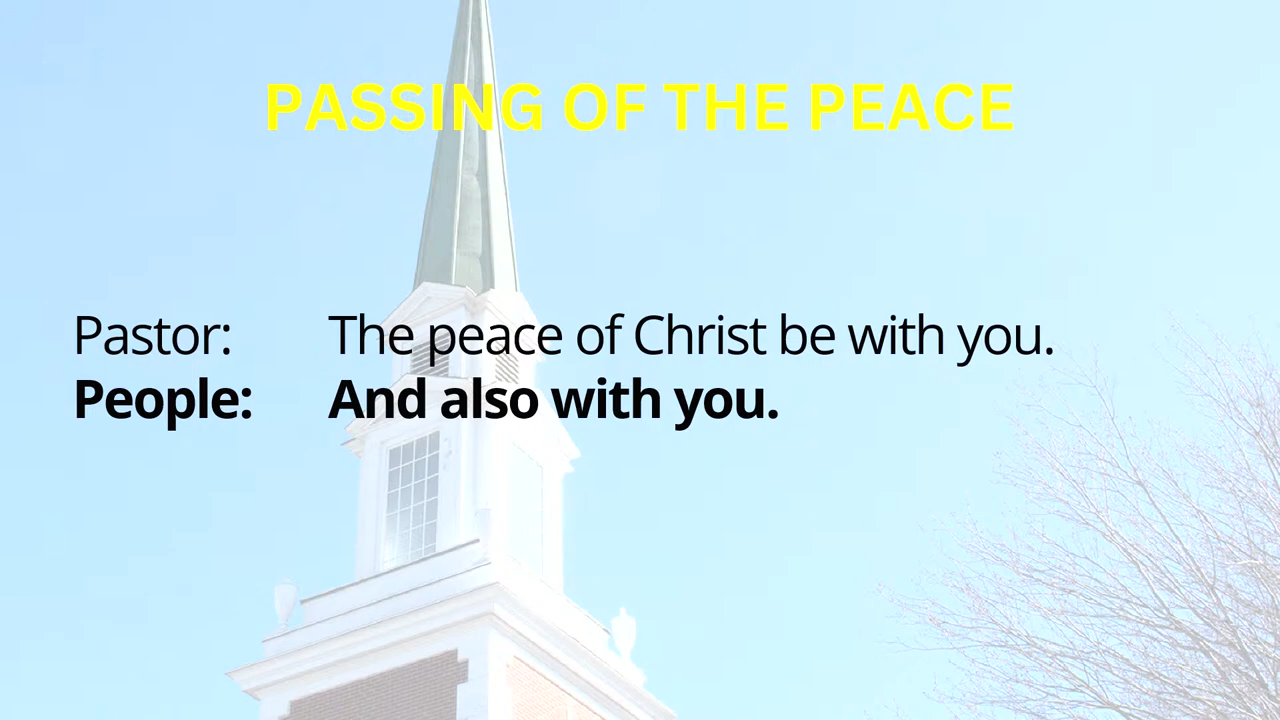 PASSING OF THE PEACE
Pastor: The peace of Christ be with you.
People: And also with you.